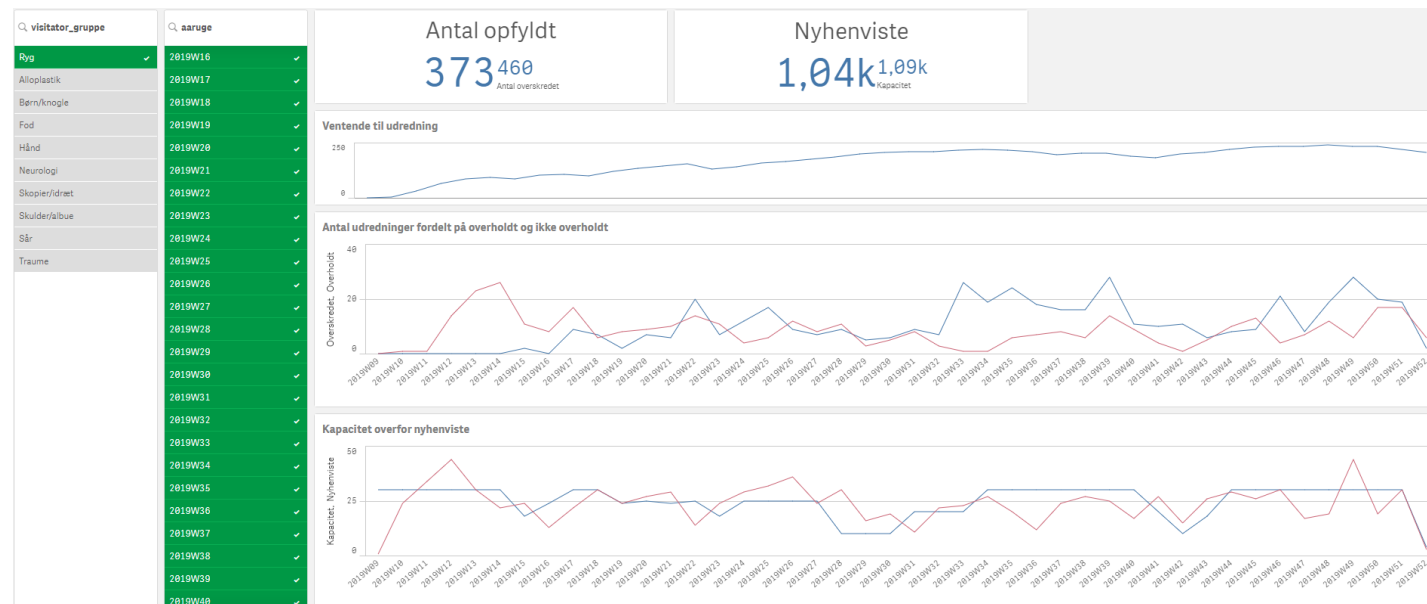 visitator_gruppe
Ryg
Alloplastik
Børn/knogle
Fod
Hånd
Neurologi
Skopier/idræt
Skulder/albue
Sår
Traume
aaruge
2019W16
2019W17
2019W18
2019W19
2019W20
2019W21
2019W22
2019W23
2019W24
2019W25
2019W26
2019W27
2019W28
2019W29
2019W30
2019W31
2019W32
2019W33
2019W34
2019W35
2019W36
2019W37
2019W38
2019W39
2019W40
Antal opfyldt
373 460
Antal overskredet
Nyhenviste
1,04k 1,09k
Kapacitet
Ventende til udredning
250
0
Antal udredninger fordelt på overholdt og ikke overholdt
Overskredet, Overholdt
40
20
0
2019W09 2019W10 2019W11 2019W12 2019W13 2019W14 2019W15 2019W16 2019W17 2019W18 2019W19 2019W20 2019W21 2019W22 2019W23 2019W24 2019W25 2019W26 2019W27 2019W28 2019W29 2019W30 2019W31 2019W32 2019W33 2019W34 2019W35 2019W36 2019W37 2019W38 2019W39 2019W40 2019W41 2019W42 2019W43 2019W44 2019W45 2019W46 2019W47 2019W48 2019W49 2019W50 2019W51 2019W52
Kapacitet overfor nyhenviste
Kapacitet, Nyhenviste
50
25
0
2019W09 2019W10 2019W11 2019W12 2019W13 2019W14 2019W15 2019W16 2019W17 2019W18 2019W19 2019W20 2019W21 2019W22 2019W23 2019W24 2019W25 2019W26 2019W27 2019W28 2019W29 2019W30 2019W31 2019W32 2019W33 2019W34 2019W35 2019W36 2019W37 2019W38 2019W39 2019W40 2019W41 2019W42 2019W43 2019W44 2019W45 2019W46 2019W47 2019W48 2019W49 2019W50 2019W51 2019W52